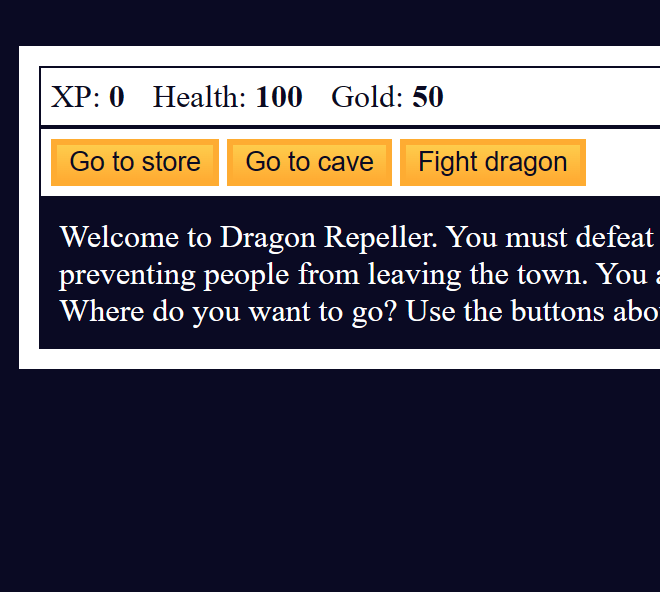 XP: 0 Health: 100 Gold: 50
Go to store Go to cave Fight dragon
Welcome to Dragon Repeller. You must defeat
preventing people from leaving the town. You
Where do you want to go? Use the buttons